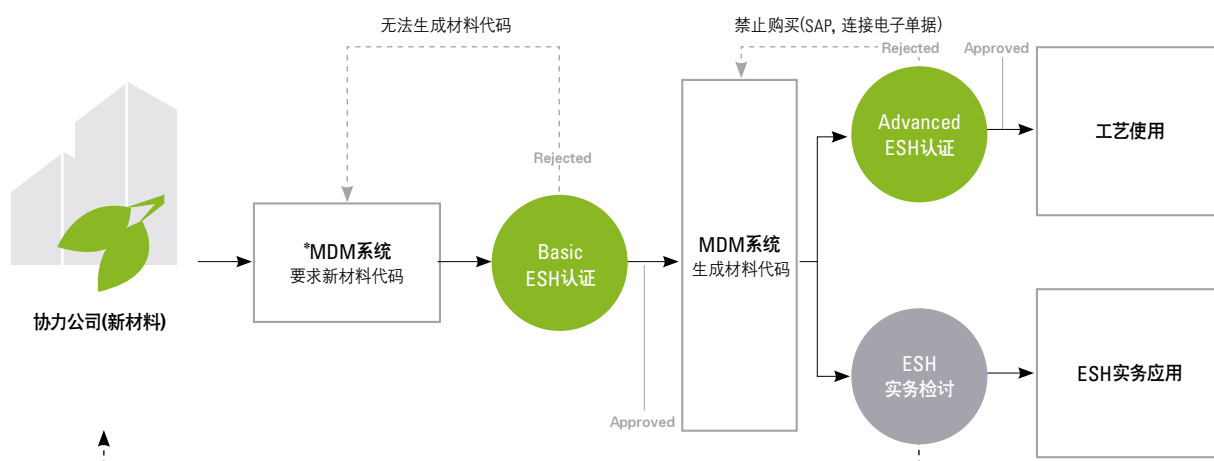 无法生成材料代码
禁止购买(SAP, 连接电子单据)
Rejected
Approved
Advanced
ESH认证
工艺使用
Rejected
*MDM系统
要求新材料代码
Basic
ESH认证
MDM系统
生成材料代码
协力公司(新材料)
ESH
实务检讨
ESH实务应用
Approved